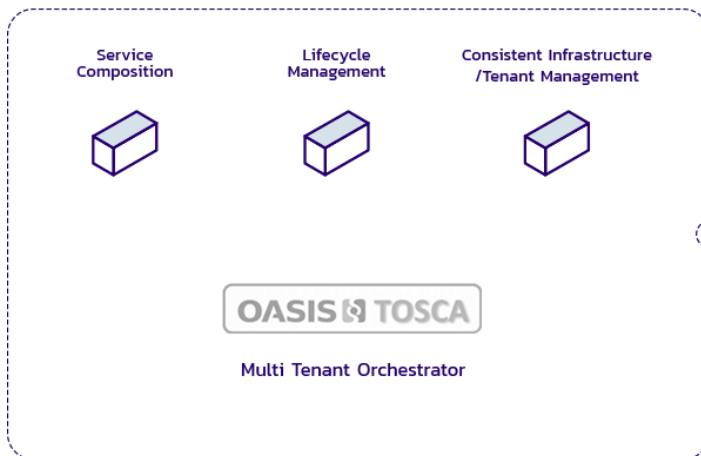 Service
Composition
Lifecycle
Management
Consistent Infrastructure
/Tenant Management
OASIS TOSCA
Multi Tenant Orchestrator